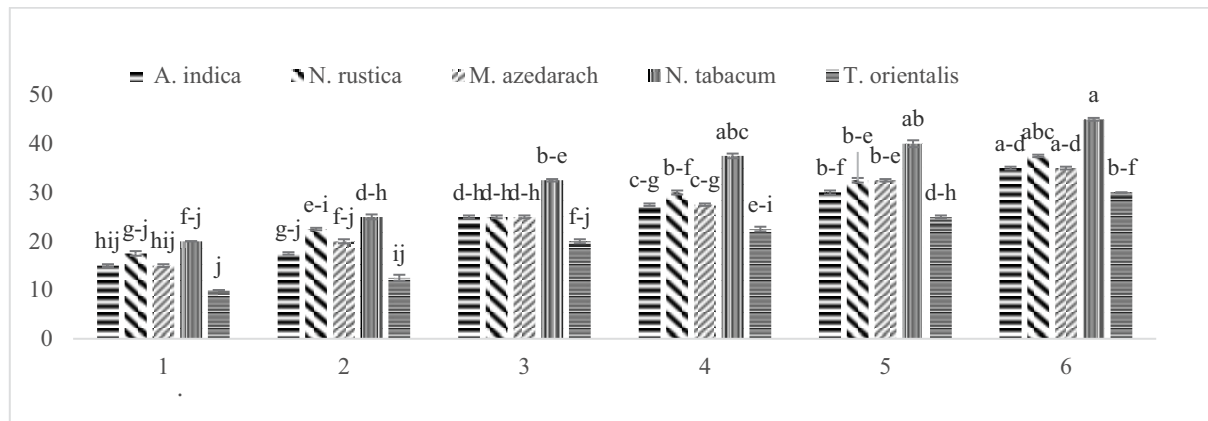 A. indica N. rustica M. azedarach N. tabacum T. orientalis
50
40
30
20
10
0
hij g-j hij f-j j
g-j e-i f-j d-h ij
d-h d-h d-h b-e f-j
c-g b-f c-g abc e-i
b-f b-e b-e ab d-h
a-d abc a-d a b-f
1 2 3 4 5 6
.